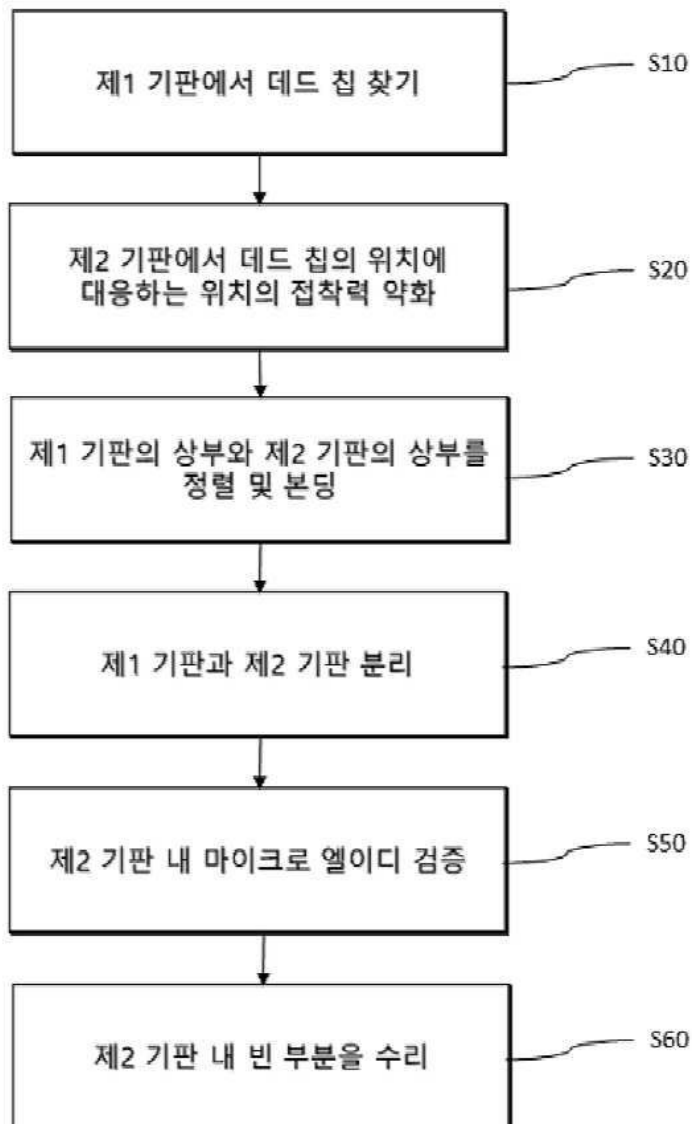 제1 기판에서 데드 칩 찾기
S10
제2 기판에서 데드 칩의 위치에
대응하는 위치의 접착력 약화
S20
제1 기판의 상부와 제2 기판의 상부를
정렬 및 본딩
S30
제1 기판과 제2 기판 분리
S40
제2 기판 내 마이크로 엘이디 검증
S50
제2 기판 내 빈 부분을 수리
S60